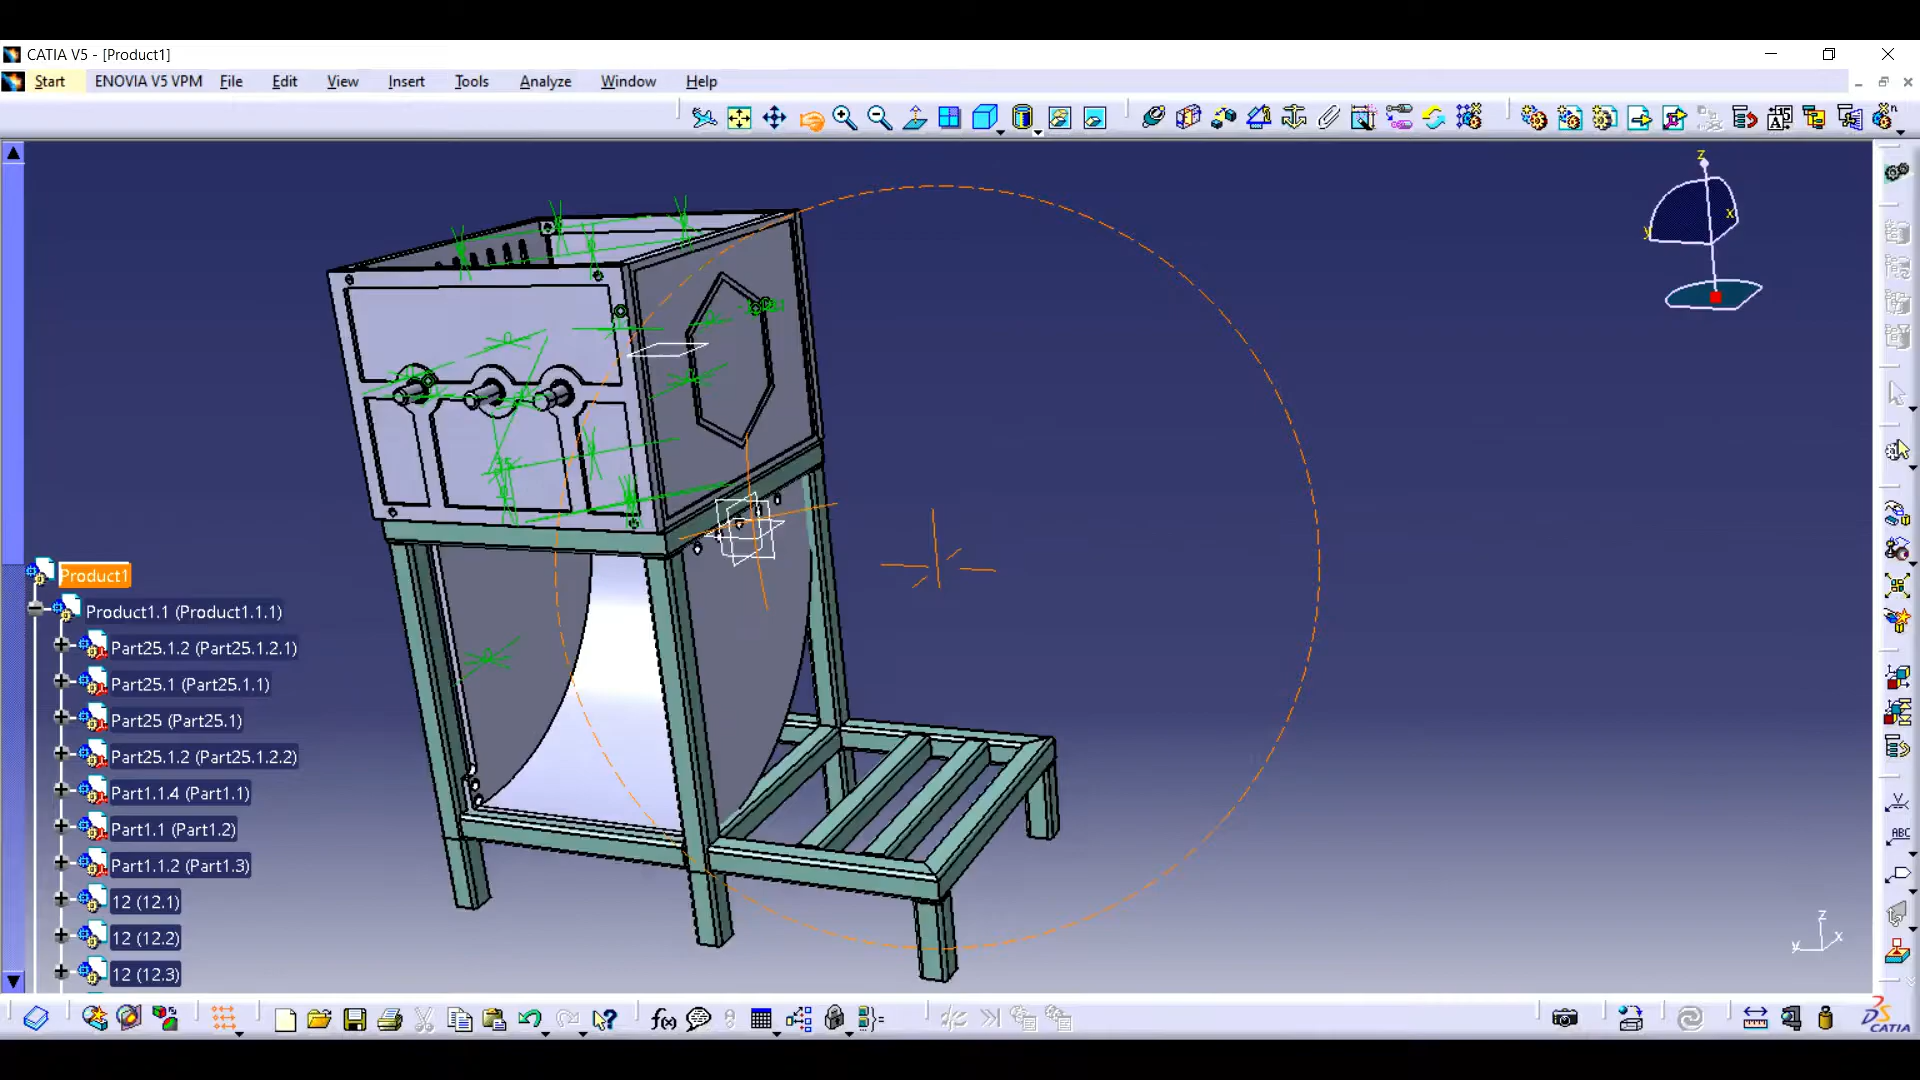 CATIA V5 - [Product1]
Start ENOVIA V5 VPM File Edit View Insert Tools Analyze Window Help
z
x
y
Product1
Product1.1 (Product1.1.1)
Part25.1.2 (Part25.1.2.1)
Part25.1 (Part25.1.1)
Part25 (Part25.1)
Part25.1.2 (Part25.1.2.2)
Part1.1.4 (Part1.1)
Part1.1 (Part1.2)
Part1.1.2 (Part1.3)
12 (12.1)
12 (12.2)
12 (12.3)
ABC
z
y x
f(x)
CATIA